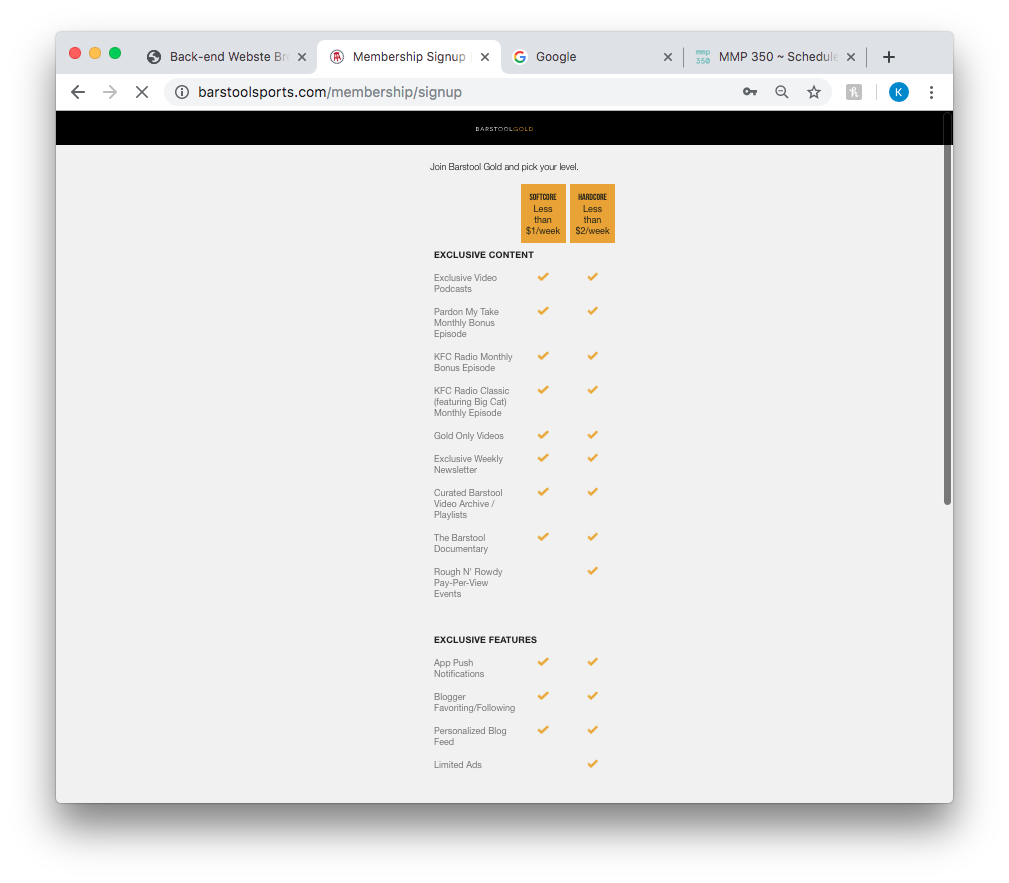 Back-end Webste Br
Membership Signup
Google
mmp
350
MMP 350 ~ Schedule
barstoolsports.com/membership/signup
K
BARSTOOLGOLD
Join Barstool Gold and pick your level.
SOFTCORE
Less
than
$1/week
HARDCORE
Less
than
$2/week
EXCLUSIVE CONTENT
Exclusive Video
Podcasts
Pardon My Take
Monthly Bonus
Episode
KFC Radio Monthly
Bonus Episode
KFC Radio Classic
(featuring Big Cat)
Monthly Episode
Gold Only Videos
Exclusive Weekly
Newsletter
Curated Barstool
Video Archive /
Playlists
The Barstool
Documentary
Rough N' Rowdy
Pay-Per-View
Events
EXCLUSIVE FEATURES
App Push
Notifications
Blogger
Favoriting/Following
Personalized Blog
Feed
Limited Ads